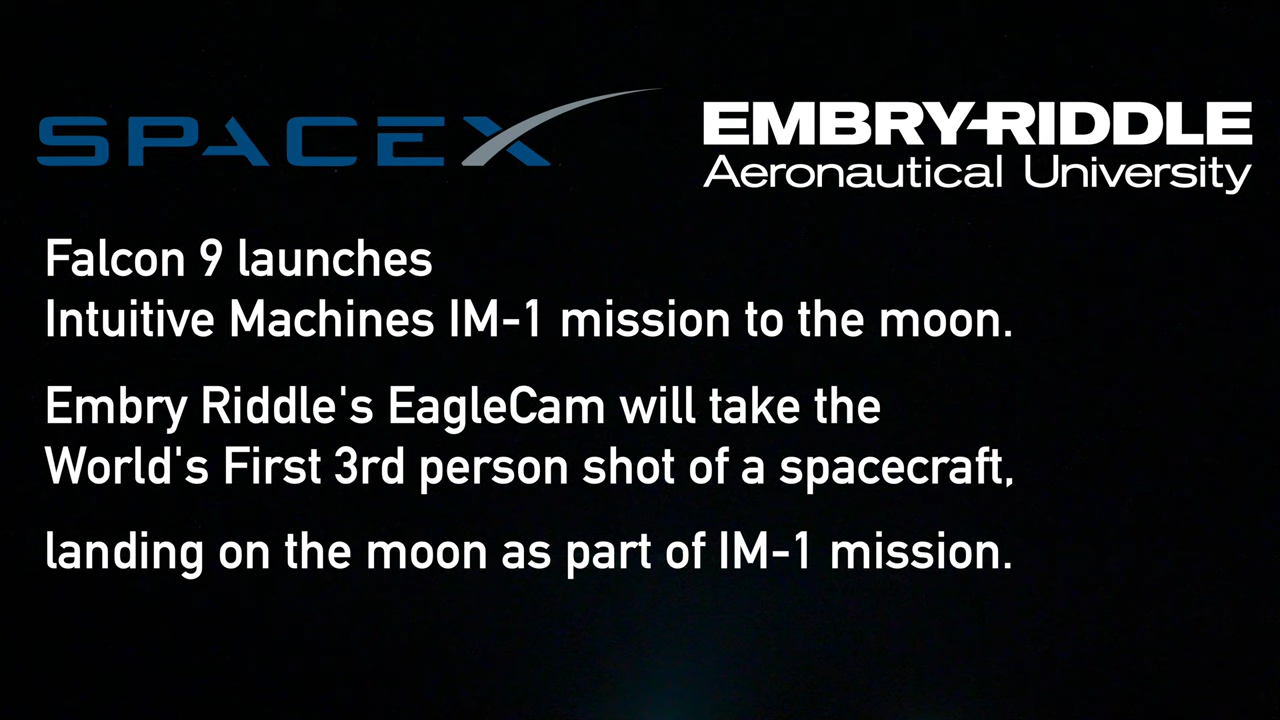 SPACEX
EMBRY-RIDDLE
Aeronautical University
Falcon 9 launches
Intuitive Machines IM-1 mission to the moon.
Embry Riddle's EagleCam will take the
World's First 3rd person shot of a spacecraft,
landing on the moon as part of IM-1 mission.